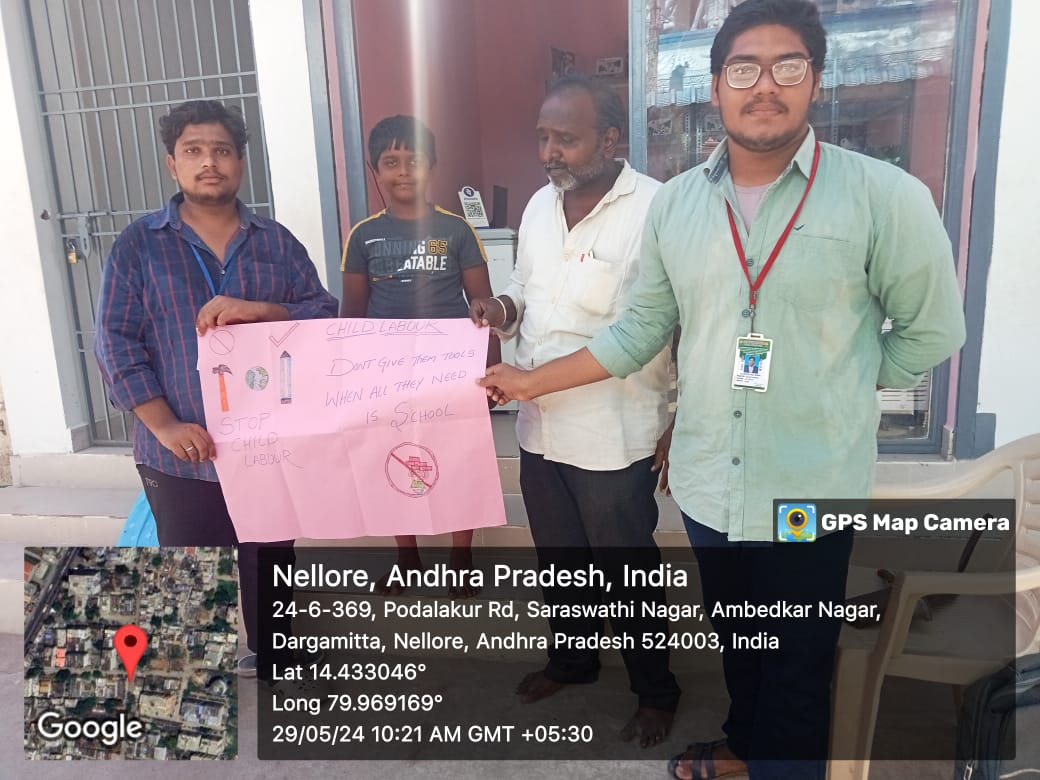 CHILD LABOUR
DONT GIVE THEM TOOLS
WHEN ALL THEY NEED
IS SCHOOL
STOP
CHILD
LABOUR
GPS Map Camera
Nellore, Andhra Pradesh, India
24-6-369, Podalakur Rd, Saraswathi Nagar, Ambedkar Nagar,
Dargamitta, Nellore, Andhra Pradesh 524003, India
Lat 14.433046°
Long 79.969169°
29/05/24 10:21 AM GMT +05:30
Google